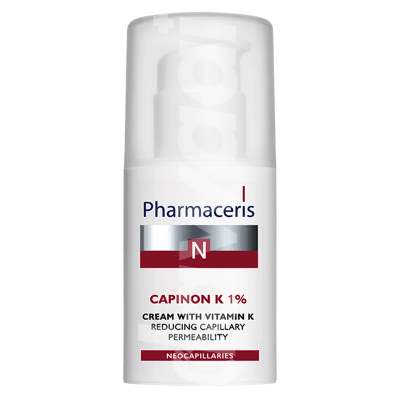 Pharmaceris
N
CAPINON K 1%
CREAM WITH VITAMIN K
REDUCING CAPILLARY
PERMEABILITY
NEOCAPILLARIES